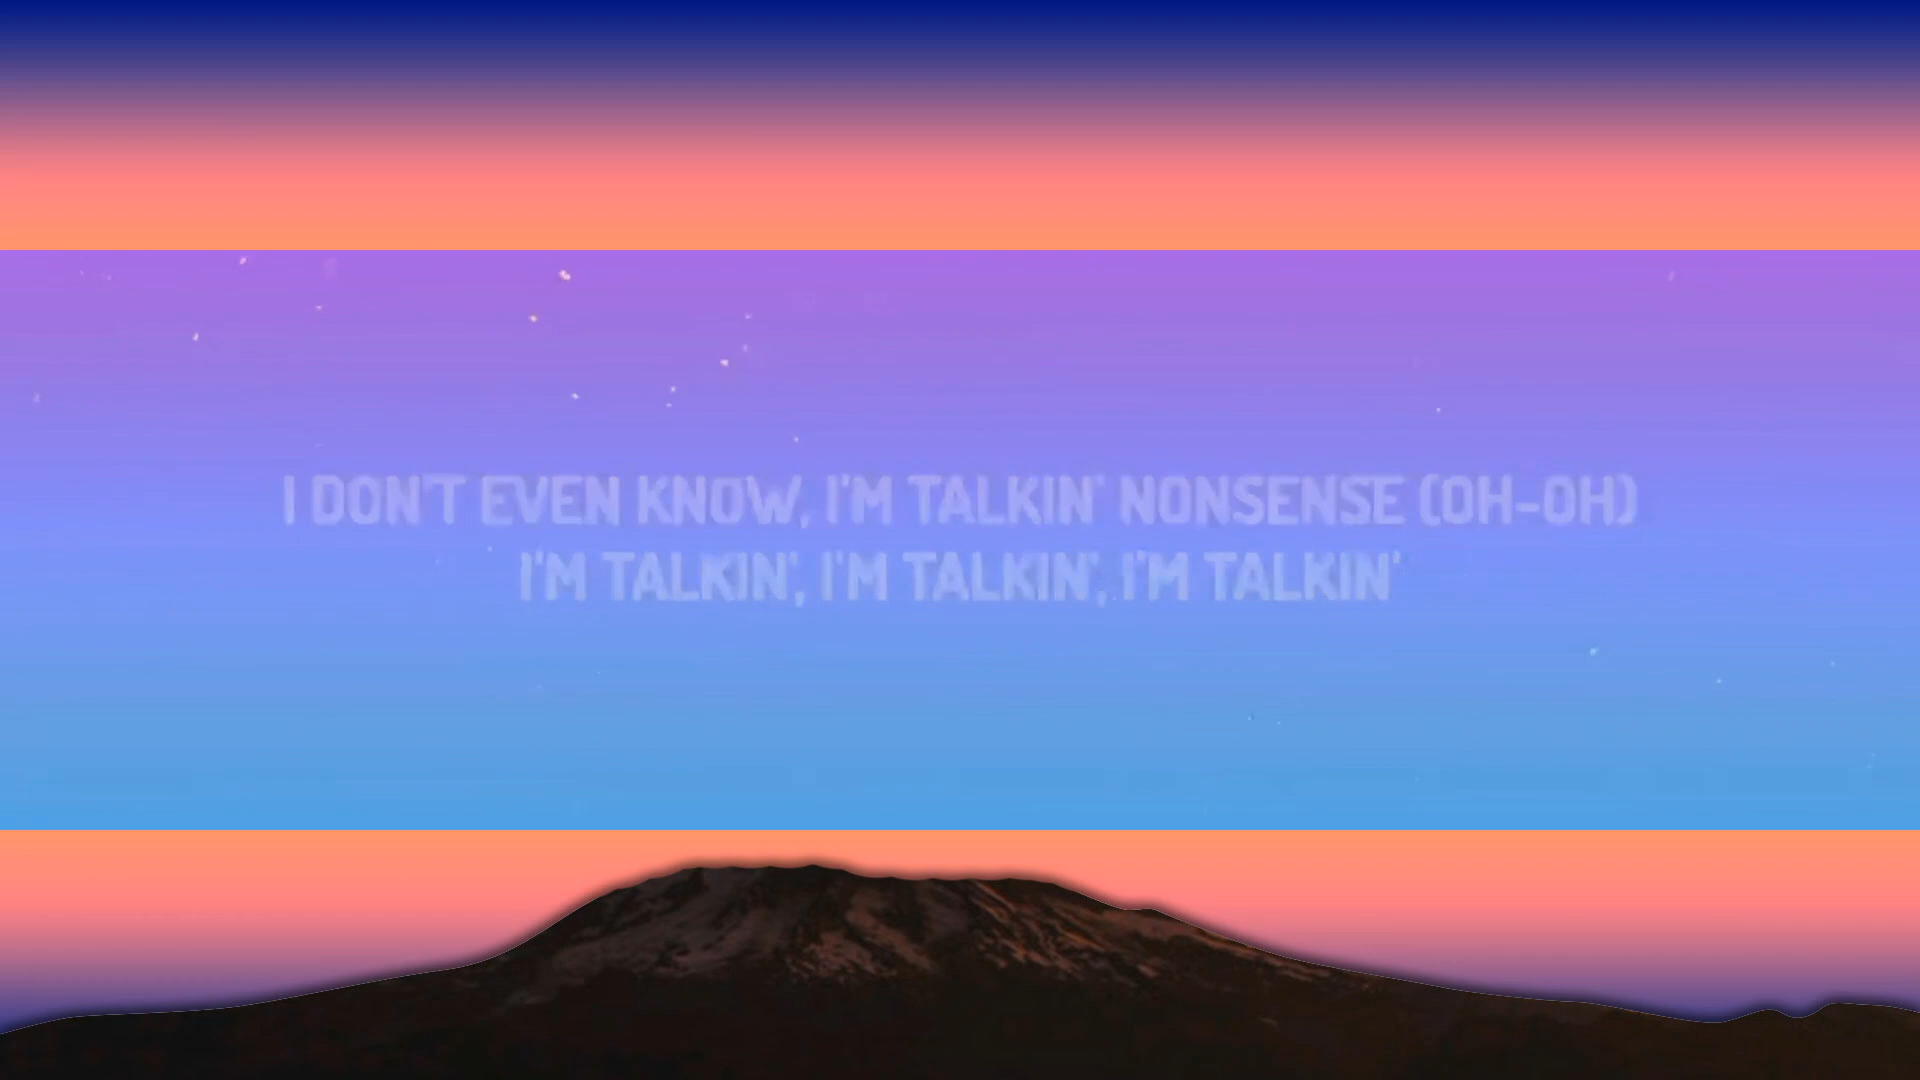 I DON'T EVEN KNOW, I'M TALKIN' NONSENSE (OH-OH)
I'M TALKIN', I'M TALKIN', I'M TALKIN'